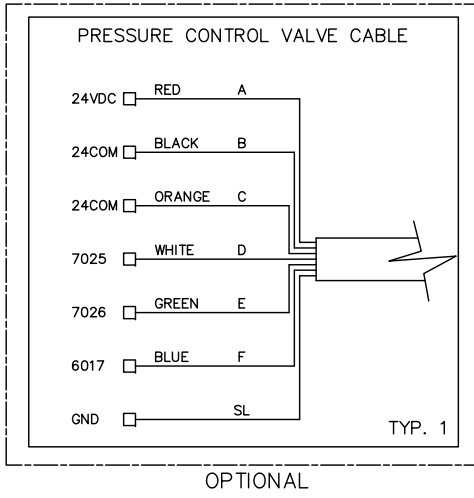 PRESSURE CONTROL VALVE CABLE
24VDC RED A
24COM BLACK B
24COM ORANGE C
7025 WHITE D
7026 GREEN E
6017 BLUE F
GND SL
TYP. 1
OPTIONAL